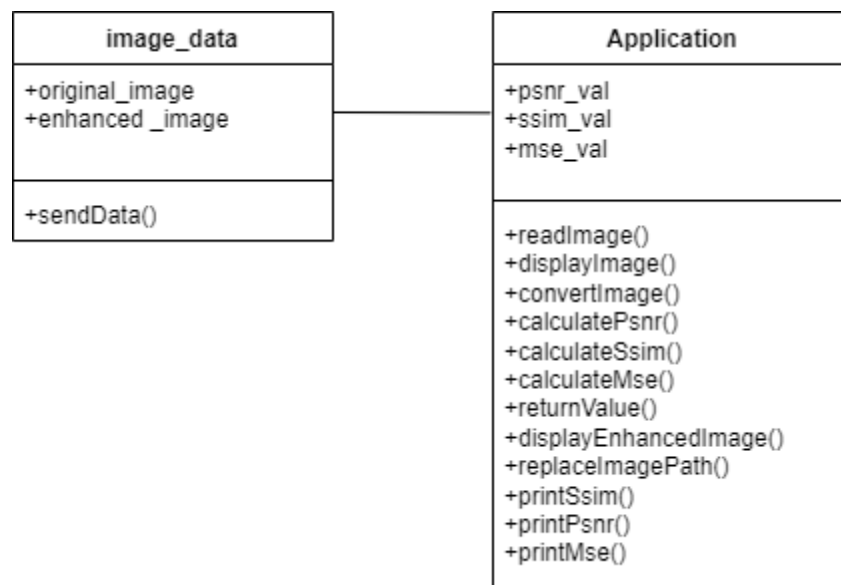 image_data
+original_image
+enhanced _image
+sendData()
Application
+psnr_val
+ssim_val
+mse_val
+readImage()
+displayImage()
+convertImage()
+calculatePsnr()
+calculateSsim()
+calculateMse()
+returnValue()
+displayEnhancedImage()
+replaceImagePath()
+printSsim()
+printPsnr()
+printMse()